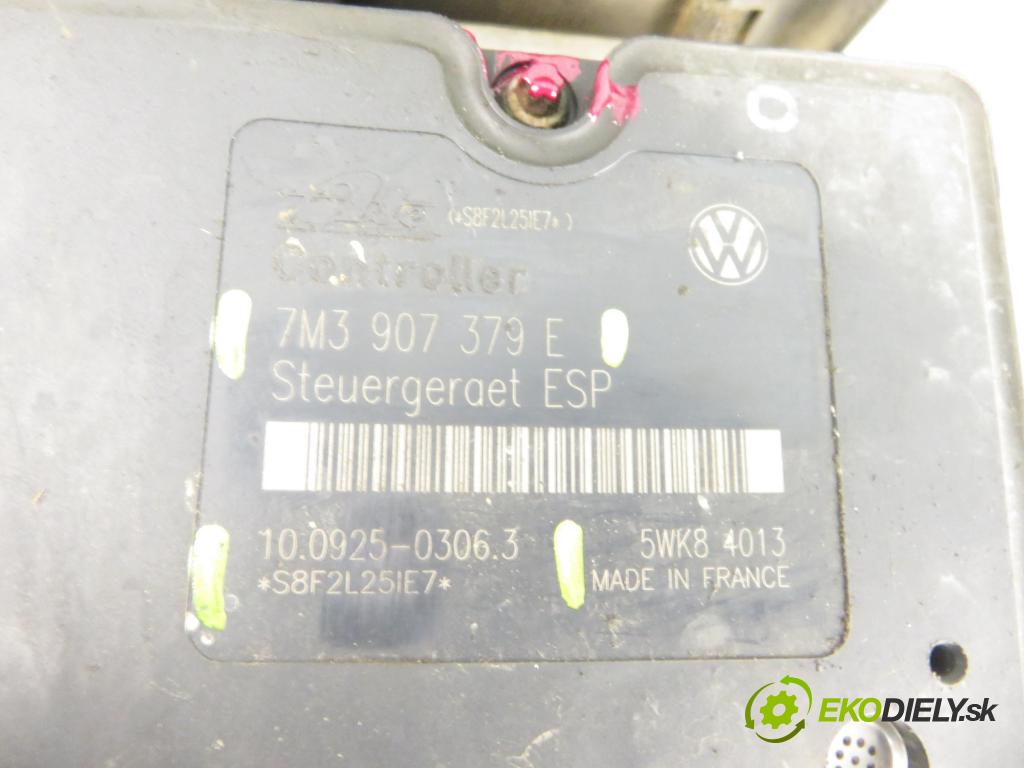 Ate (*S8F2L25IE7*)
Controller
7M3 907 379 E
Steuergeraet ESP
10.0925-0306.3 5WK8 4013
*S8F2L25IE7* MADE IN FRANCE
EKODIELY.sk